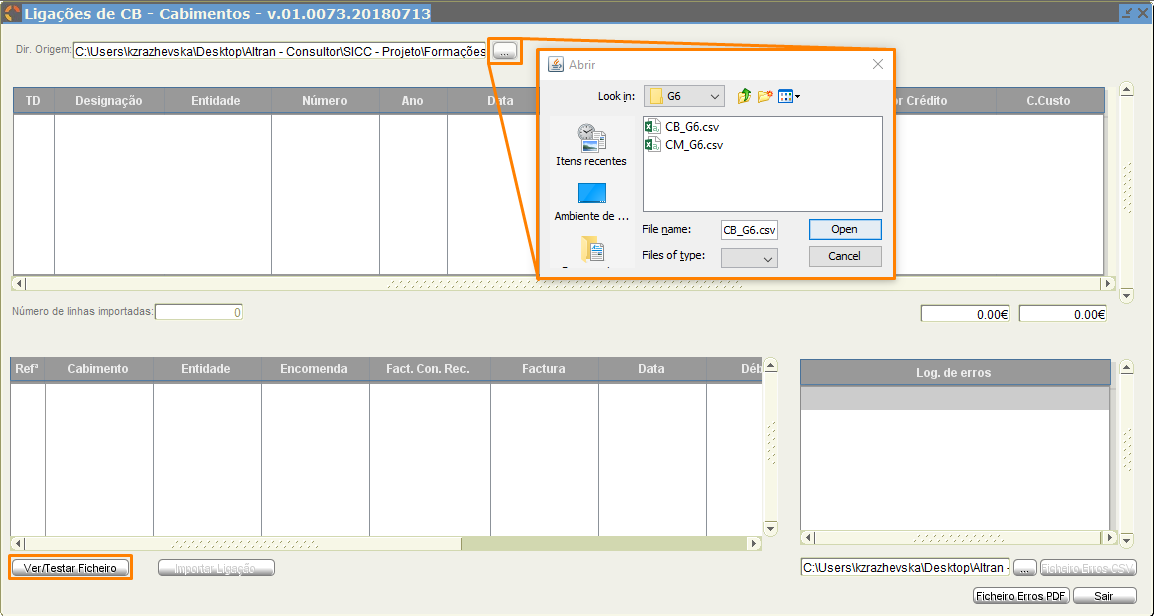 Ligações de CB - Cabimentos - v.01.0073.20180713
Dir. Origem: C:\Users\kzrazhevska\Desktop\Altran - Consultor\SICC - Projeto\Formações ...
Abrir
Look in: G6
CB_G6.csv
CM_G6.csv
Itens recentes
Ambiente de ...
File name: CB_G6.csv Open
Files of type: Cancel
TD Designação Entidade Número Ano Data or Crédito C.Custo
Número de linhas importadas: 0 0.00€ 0.00€
Refª Cabimento Entidade Encomenda Fact. Con. Rec. Factura Data Déb
Log. de erros
Ver/Testar Ficheiro Importar Ligação C:\Users\kzrazhevska\Desktop\Altran - ... Ficheiro Erros CSV
Ficheiro Erros PDF Sair